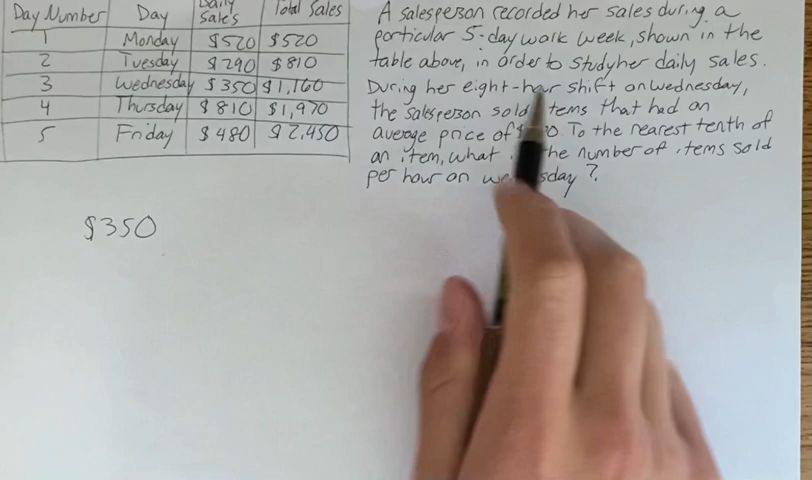 Day Number Day Daily Sales Total Sales
1 Monday $520 $520
2 Tuesday $290 $810
3 Wednesday $350 $1,160
4 Thursday $810 $1,970
5 Friday $480 $2,450
A salesperson recorded her sales during a
particular 5-day work week, shown in the
table above, in order to study her daily sales.
During her eight-hour shift on wednesday,
the salesperson sold items that had an
average price of $ 0. To the nearest tenth of
an item, what the number of items sold
per hour on wednesday?
$350